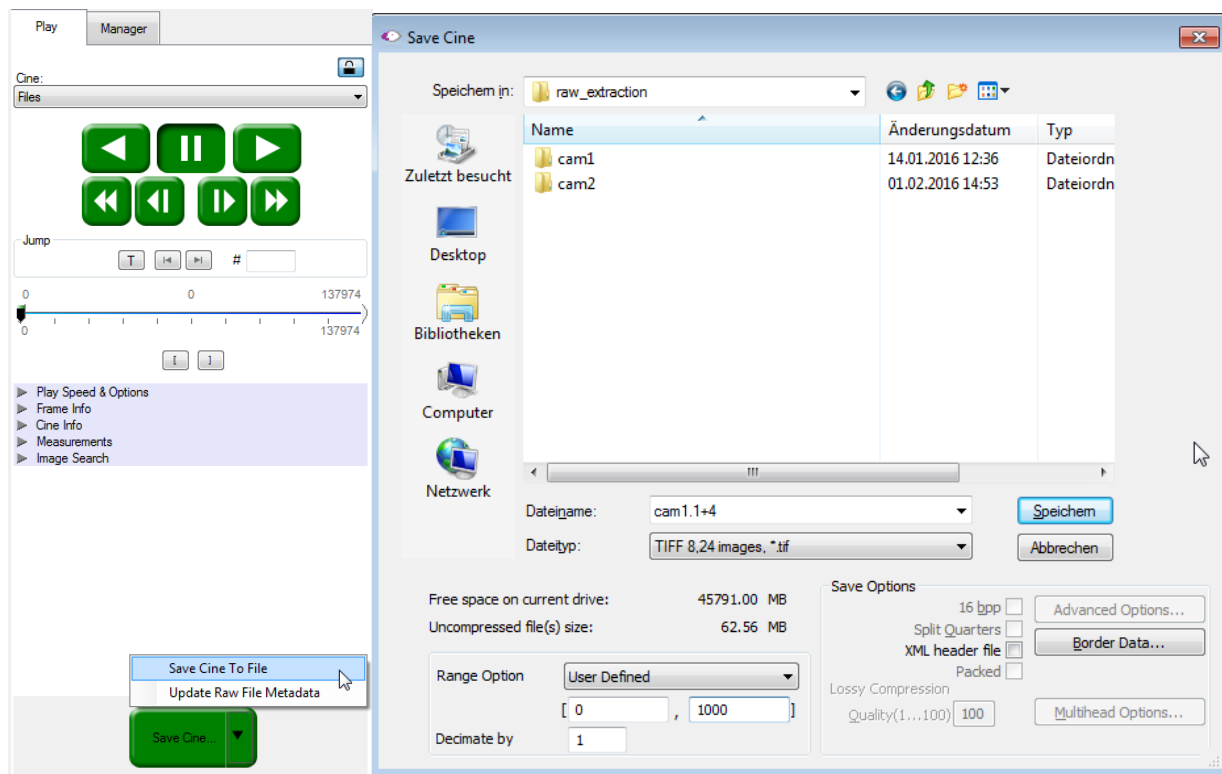 Play
Manager
Cine:
Files
Jump
T
#
0 0 137974
0 137974
[ ]
Play Speed & Options
Frame Info
Cine Info
Measurements
Image Search
Save Cine To File
Update Raw File Metadata
Save Cine...
Save Cine
Speichern in: raw_extraction
Name Änderungsdatum Typ
cam1 14.01.2016 12:36 Dateiordn
cam2 01.02.2016 14:53 Dateiordn
Zuletzt besucht
Desktop
Bibliotheken
Computer
Netzwerk
Dateiname: cam1.1+4 Speichern
Dateityp: TIFF 8,24 images, *.tif Abbrechen
Free space on current drive: 45791.00 MB
Uncompressed file(s) size: 62.56 MB
Range Option User Defined
[ 0 , 1000 ]
Decimate by 1
Save Options
16 bpp
Split Quarters
XML header file
Packed
Lossy Compression
Quality(1...100) 100
Advanced Options...
Border Data...
Multihead Options...